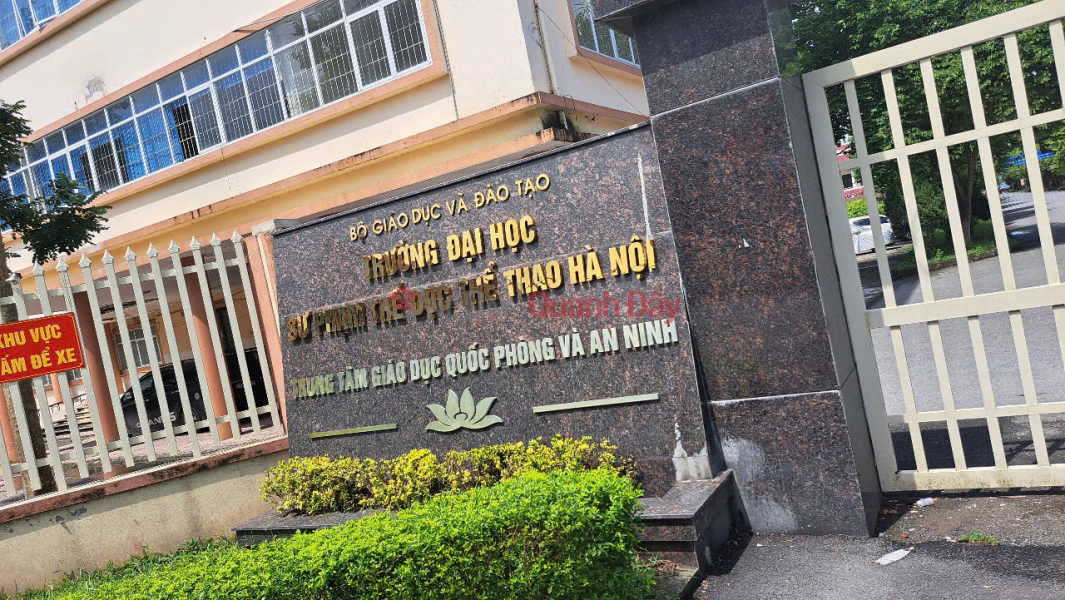 BỘ GIÁO DỤC VÀ ĐÀO TẠO
TRƯỜNG ĐẠI HỌC
SƯ PHẠM THỂ DỤC THỂ THAO HÀ NỘI
Quanh Đây
TRUNG TÂM GIÁO DỤC QUỐC PHÒNG VÀ AN NINH
KHU VỰC
CẤM ĐỂ XE